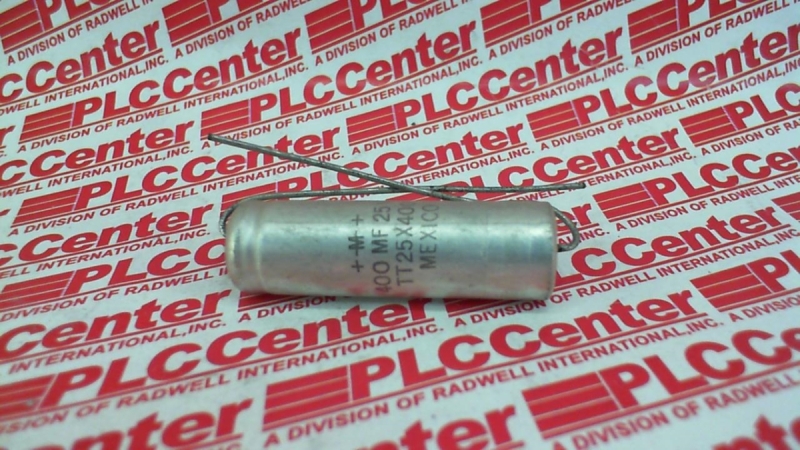 PLCCenter
A DIVISION OF RADWELL INTERNATIONAL, INC.
+ -M- +
400 MF 25
TT25X40
MEXICO